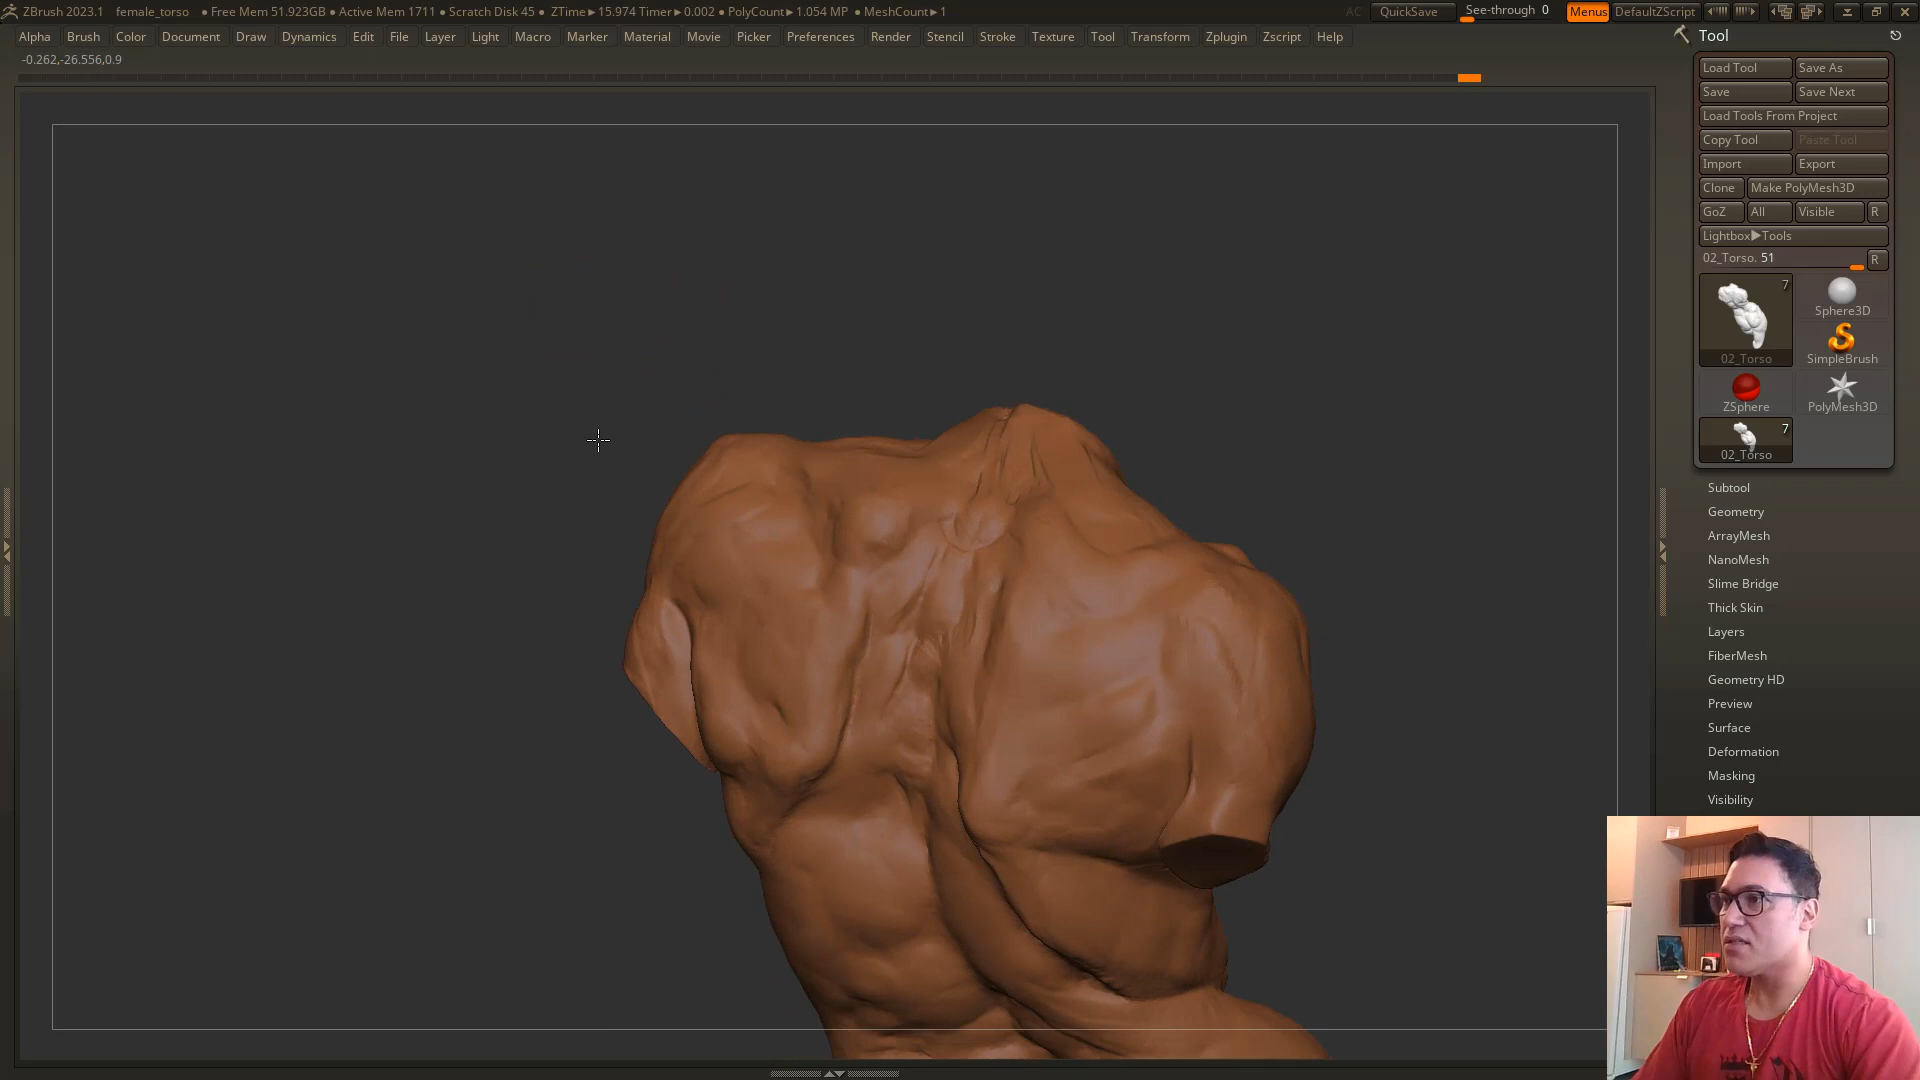 ZBrush 2023.1 female_torso ● Free Mem 51.923GB ● Active Mem 1711 ● Scratch Disk 45 ● ZTime►15.974 Timer►0.002 ● PolyCount►1.054 MP ● MeshCount►1 AC QuickSave See-through 0 Menus DefaultZScript
Alpha Brush Color Document Draw Dynamics Edit File Layer Light Macro Marker Material Movie Picker Preferences Render Stencil Stroke Texture Tool Transform Zplugin Zscript Help
-0.262,-26.556,0.9
Tool
Load Tool Save As
Save Save Next
Load Tools From Project
Copy Tool Paste Tool
Import Export
Clone Make PolyMesh3D
GoZ All Visible R
Lightbox►Tools
02_Torso. 51 R
7
Sphere3D
02_Torso SimpleBrush
ZSphere PolyMesh3D
7
02_Torso
Subtool
Geometry
ArrayMesh
NanoMesh
Slime Bridge
Thick Skin
Layers
FiberMesh
Geometry HD
Preview
Surface
Deformation
Masking
Visibility